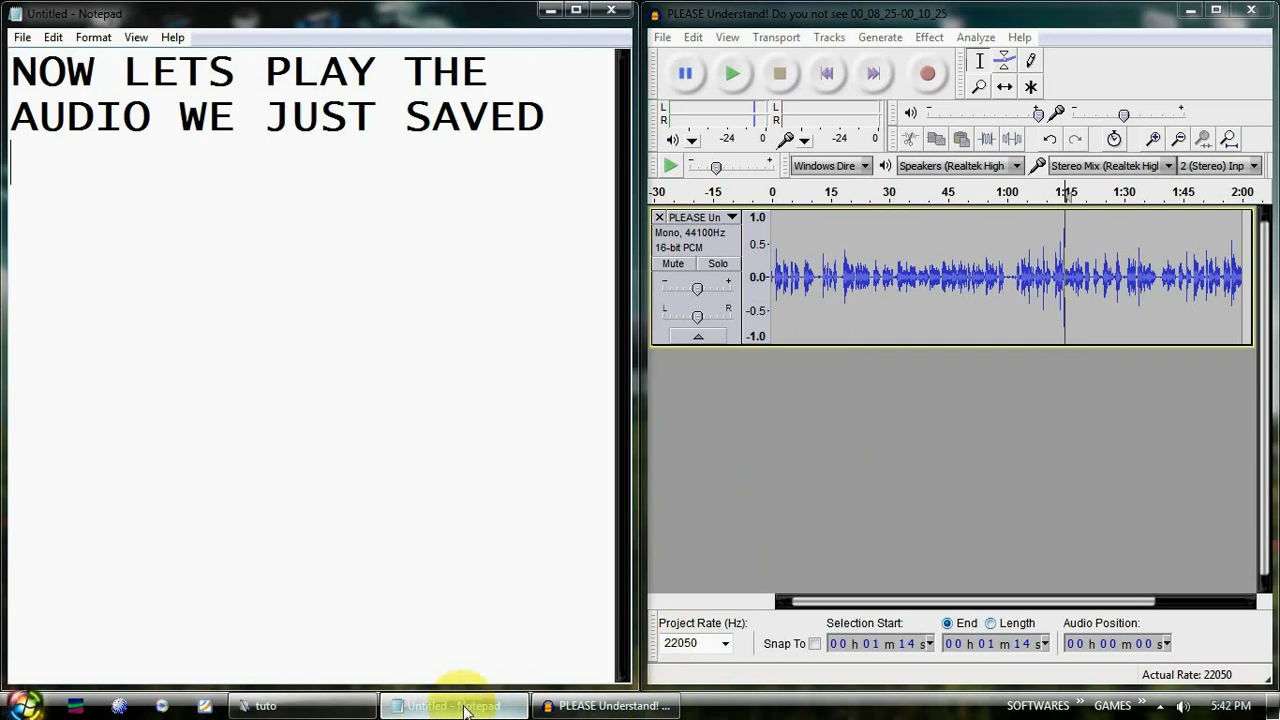 Untitled - Notepad
File Edit Format View Help
NOW LETS PLAY THE
AUDIO WE JUST SAVED
PLEASE Understand! Do you not see 00_08_25-00_10_25
File Edit View Transport Tracks Generate Effect Analyze Help
L
R
-24 0
L
R
-24 0
Windows Dire
Speakers (Realtek High
Stereo Mix (Realtek Higl
2 (Stereo) Inp
-30 -15 0 15 30 45 1:00 1:15 1:30 1:45 2:00
PLEASE Un
Mono, 44100Hz
16-bit PCM
Mute Solo
- +
L R
1.0
0.5
0.0
-0.5
-1.0
Project Rate (Hz):
22050
Snap To
Selection Start:
00 h 01 m 14 s
End Length
00 h 01 m 14 s
Audio Position:
00 h 00 m 00 s
Actual Rate: 22050
tuto
Untitled - Notepad
PLEASE Understand! ...
SOFTWARES » GAMES » 5:42 PM